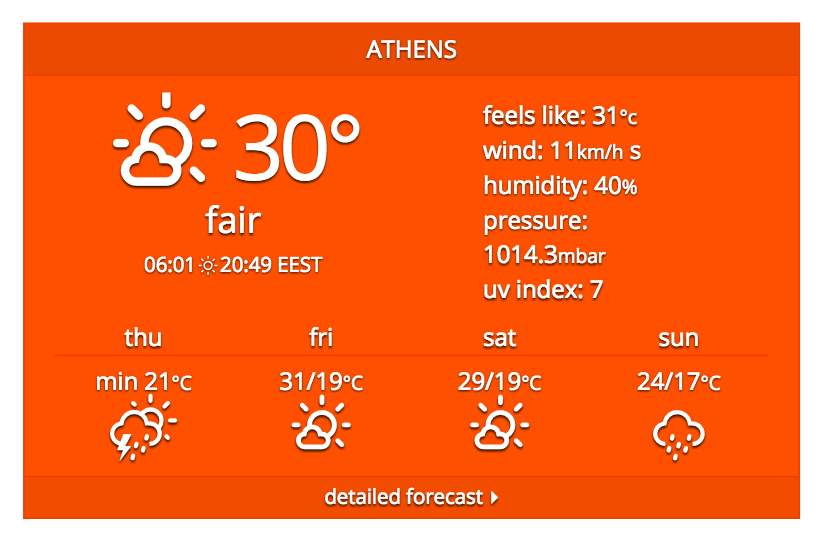 ATHENS
30°
fair
06:01 20:49 EEST
feels like: 31°c
wind: 11km/h s
humidity: 40%
pressure:
1014.3mbar
uv index: 7
thu fri sat sun
min 21°C 31/19°C 29/19°C 24/17°C
detailed forecast